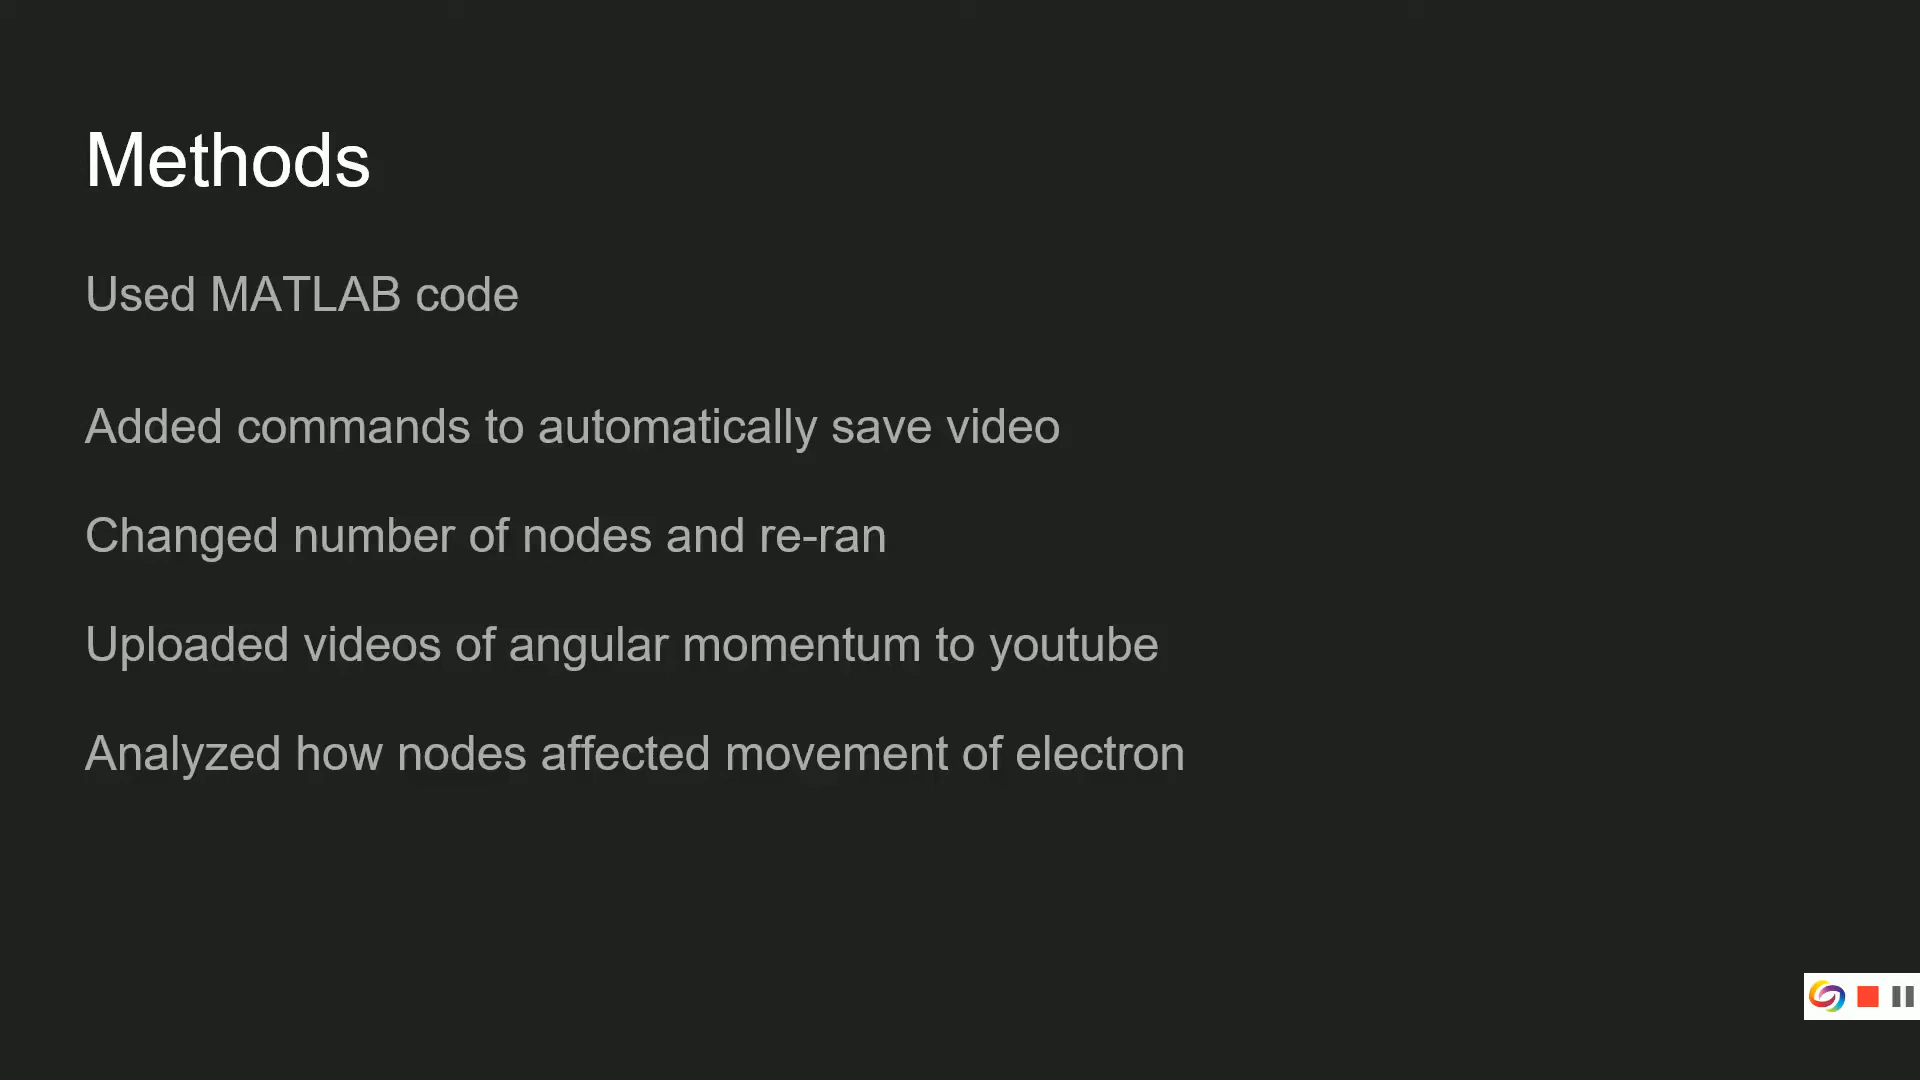 Methods
Used MATLAB code
Added commands to automatically save video
Changed number of nodes and re-ran
Uploaded videos of angular momentum to youtube
Analyzed how nodes affected movement of electron